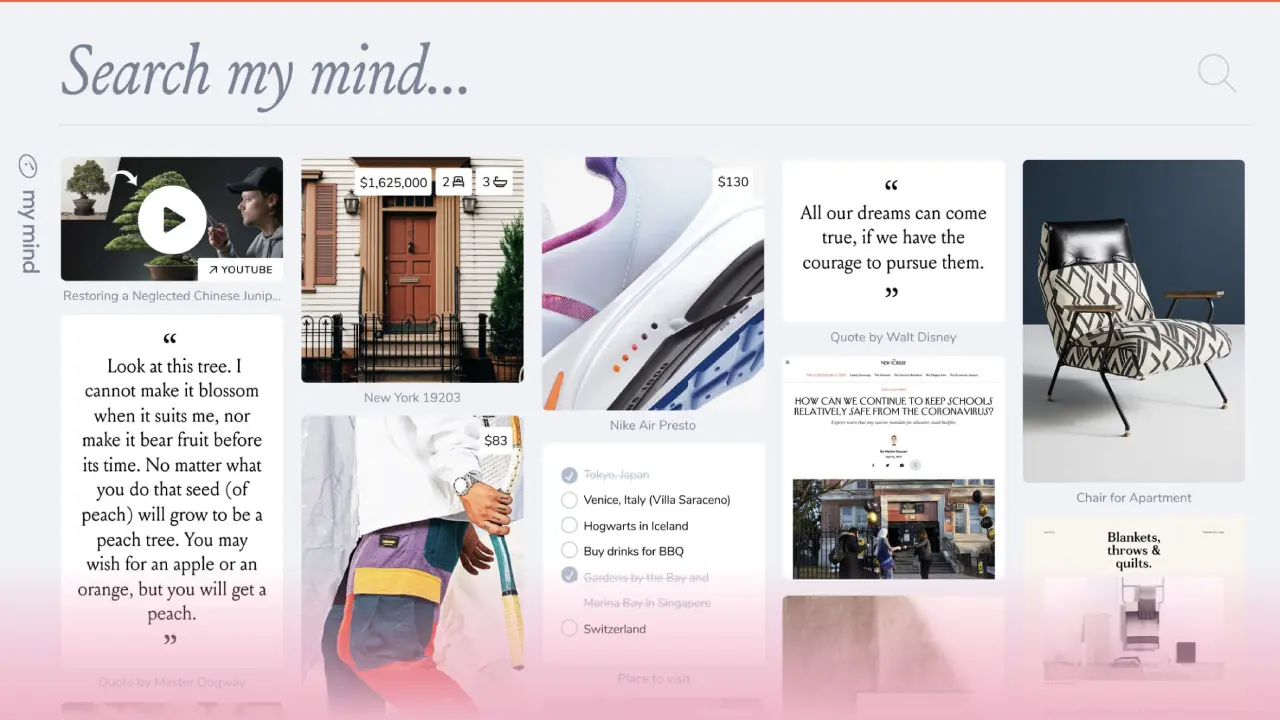 Search my mind...
my mind
↗ YOUTUBE
Restoring a Neglected Chinese Junip...
“
Look at this tree. I
cannot make it blossom
when it suits me, nor
make it bear fruit before
its time. No matter what
you do that seed (of
peach) will grow to be a
peach tree. You may
wish for an apple or an
orange, but you will get a
peach.
”
Quote by Master Oogway
$1,625,000 2 3
New York 19203
$83
$130
Nike Air Presto
Tokyo, Japan
Venice, Italy (Villa Saraceno)
Hogwarts in Iceland
Buy drinks for BBQ
Gardens by the Bay and
Marina Bay in Singapore
Switzerland
Place to visit
“
All our dreams can come
true, if we have the
courage to pursue them.
”
Quote by Walt Disney
NEW YORKER
HOW CAN WE CONTINUE TO KEEP SCHOOLS
RELATIVELY SAFE FROM THE CORONAVIRUS?
Chair for Apartment
Blankets,
throws &
quilts.